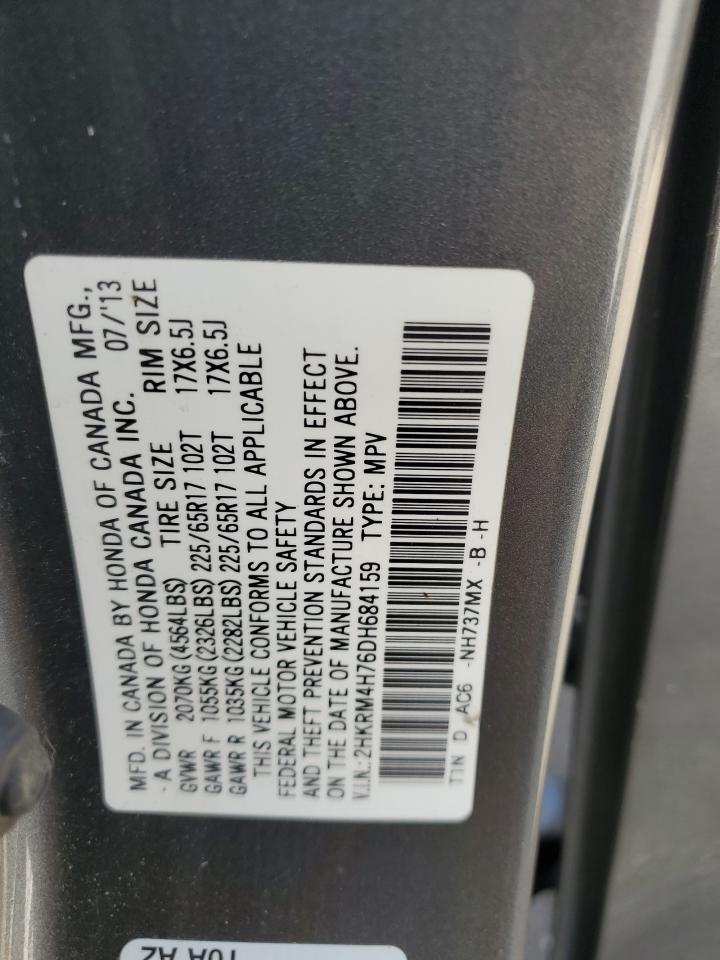 MFD. IN CANADA BY HONDA OF CANADA MFG.,
- A DIVISION OF HONDA CANADA INC. 07/'13
GVWR 2070KG (4564LBS) TIRE SIZE RIM SIZE
GAWR F 1055KG (2326LBS) 225/65R17 102T 17X6.5J
GAWR R 1035KG (2282LBS) 225/65R17 102T 17X6.5J
THIS VEHICLE CONFORMS TO ALL APPLICABLE
FEDERAL MOTOR VEHICLE SAFETY
AND THEFT PREVENTION STANDARDS IN EFFECT
ON THE DATE OF MANUFACTURE SHOWN ABOVE.
V.I.N.:2HKRM4H76DH684159 TYPE: MPV
T1N D AC6 -NH737MX -B -H